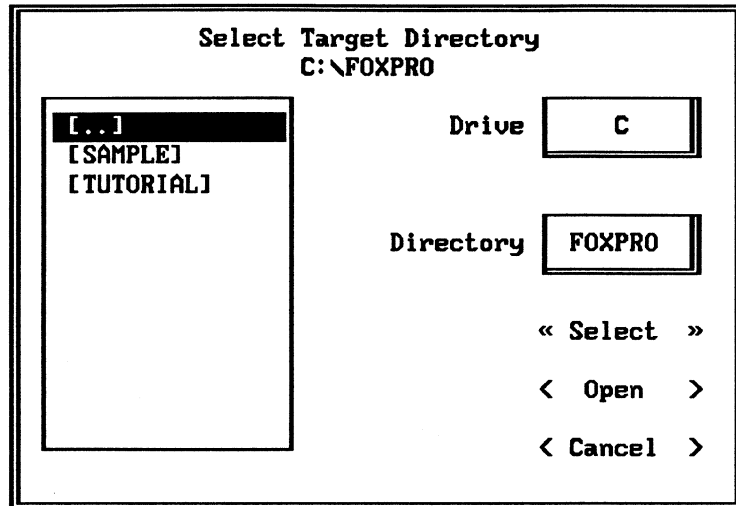 Select Target Directory
C:\FOXPRO
[..]
[SAMPLE]
[TUTORIAL]
Drive C
Directory FOXPRO
« Select »
< Open >
< Cancel >